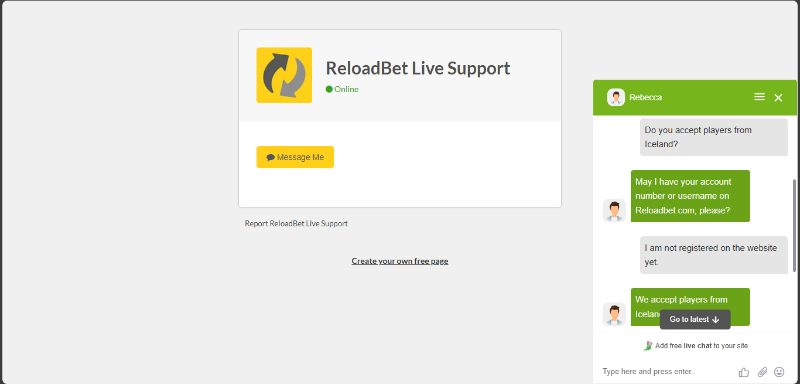 ReloadBet Live Support
Online
Message Me
Report ReloadBet Live Support
Create your own free page
Rebecca
Do you accept players from
Iceland?
May I have your account
number or username on
Reloadbet.com, please?
I am not registered on the website
yet.
We accept players from
Go to latest
Add free live chat to your site
Type here and press enter..